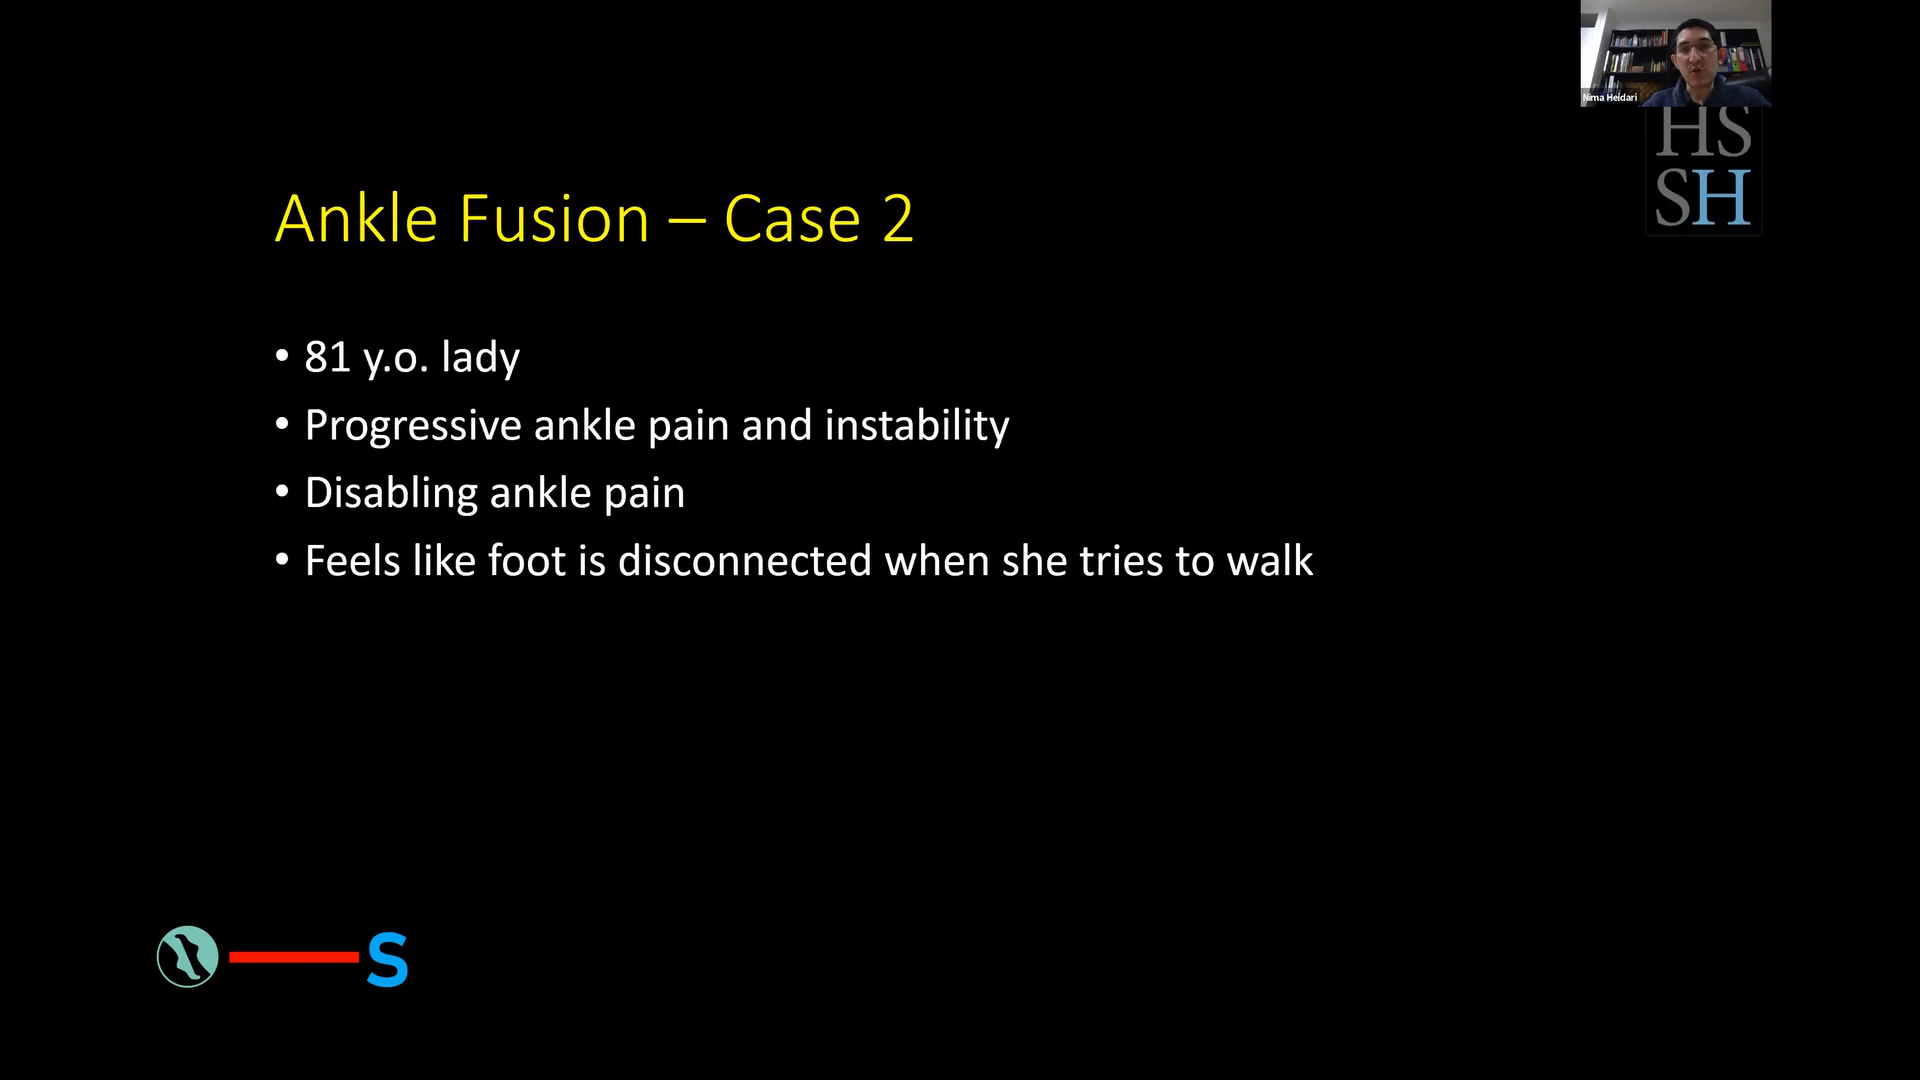 Nima Heidari
HS
SH
Ankle Fusion – Case 2
• 81 y.o. lady
• Progressive ankle pain and instability
• Disabling ankle pain
• Feels like foot is disconnected when she tries to walk
S